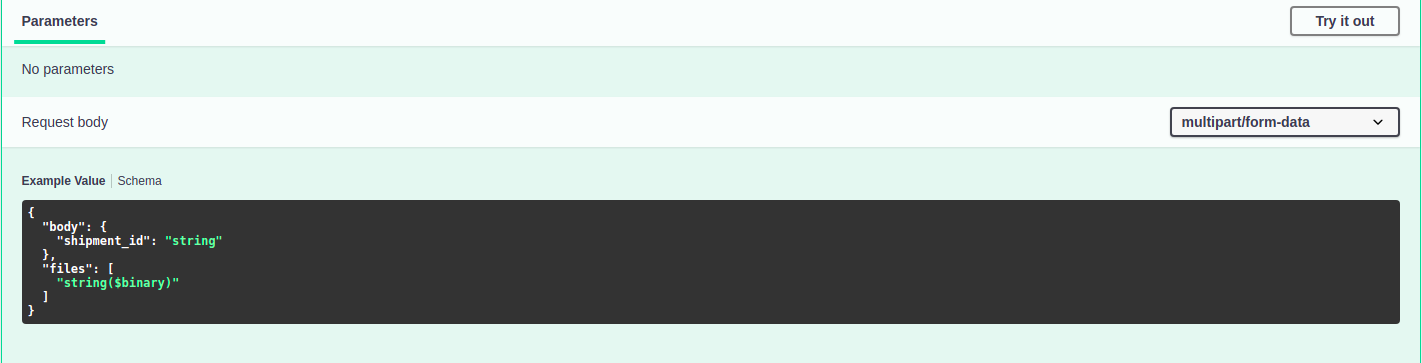 Parameters
Try it out
No parameters
Request body
multipart/form-data
Example Value
Schema
{
  "body": {
    "shipment_id": "string"
  },
  "files": [
    "string($binary)"
  ]
}